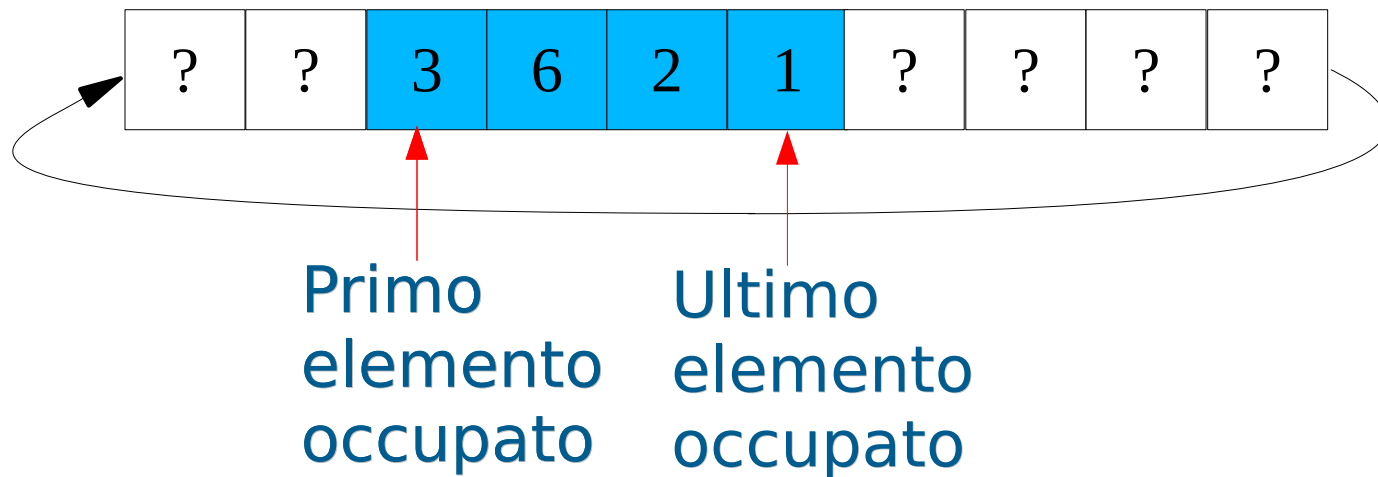 ? ? 3 6 2 1 ? ? ? ?
Primo
elemento
occupato
Ultimo
elemento
occupato